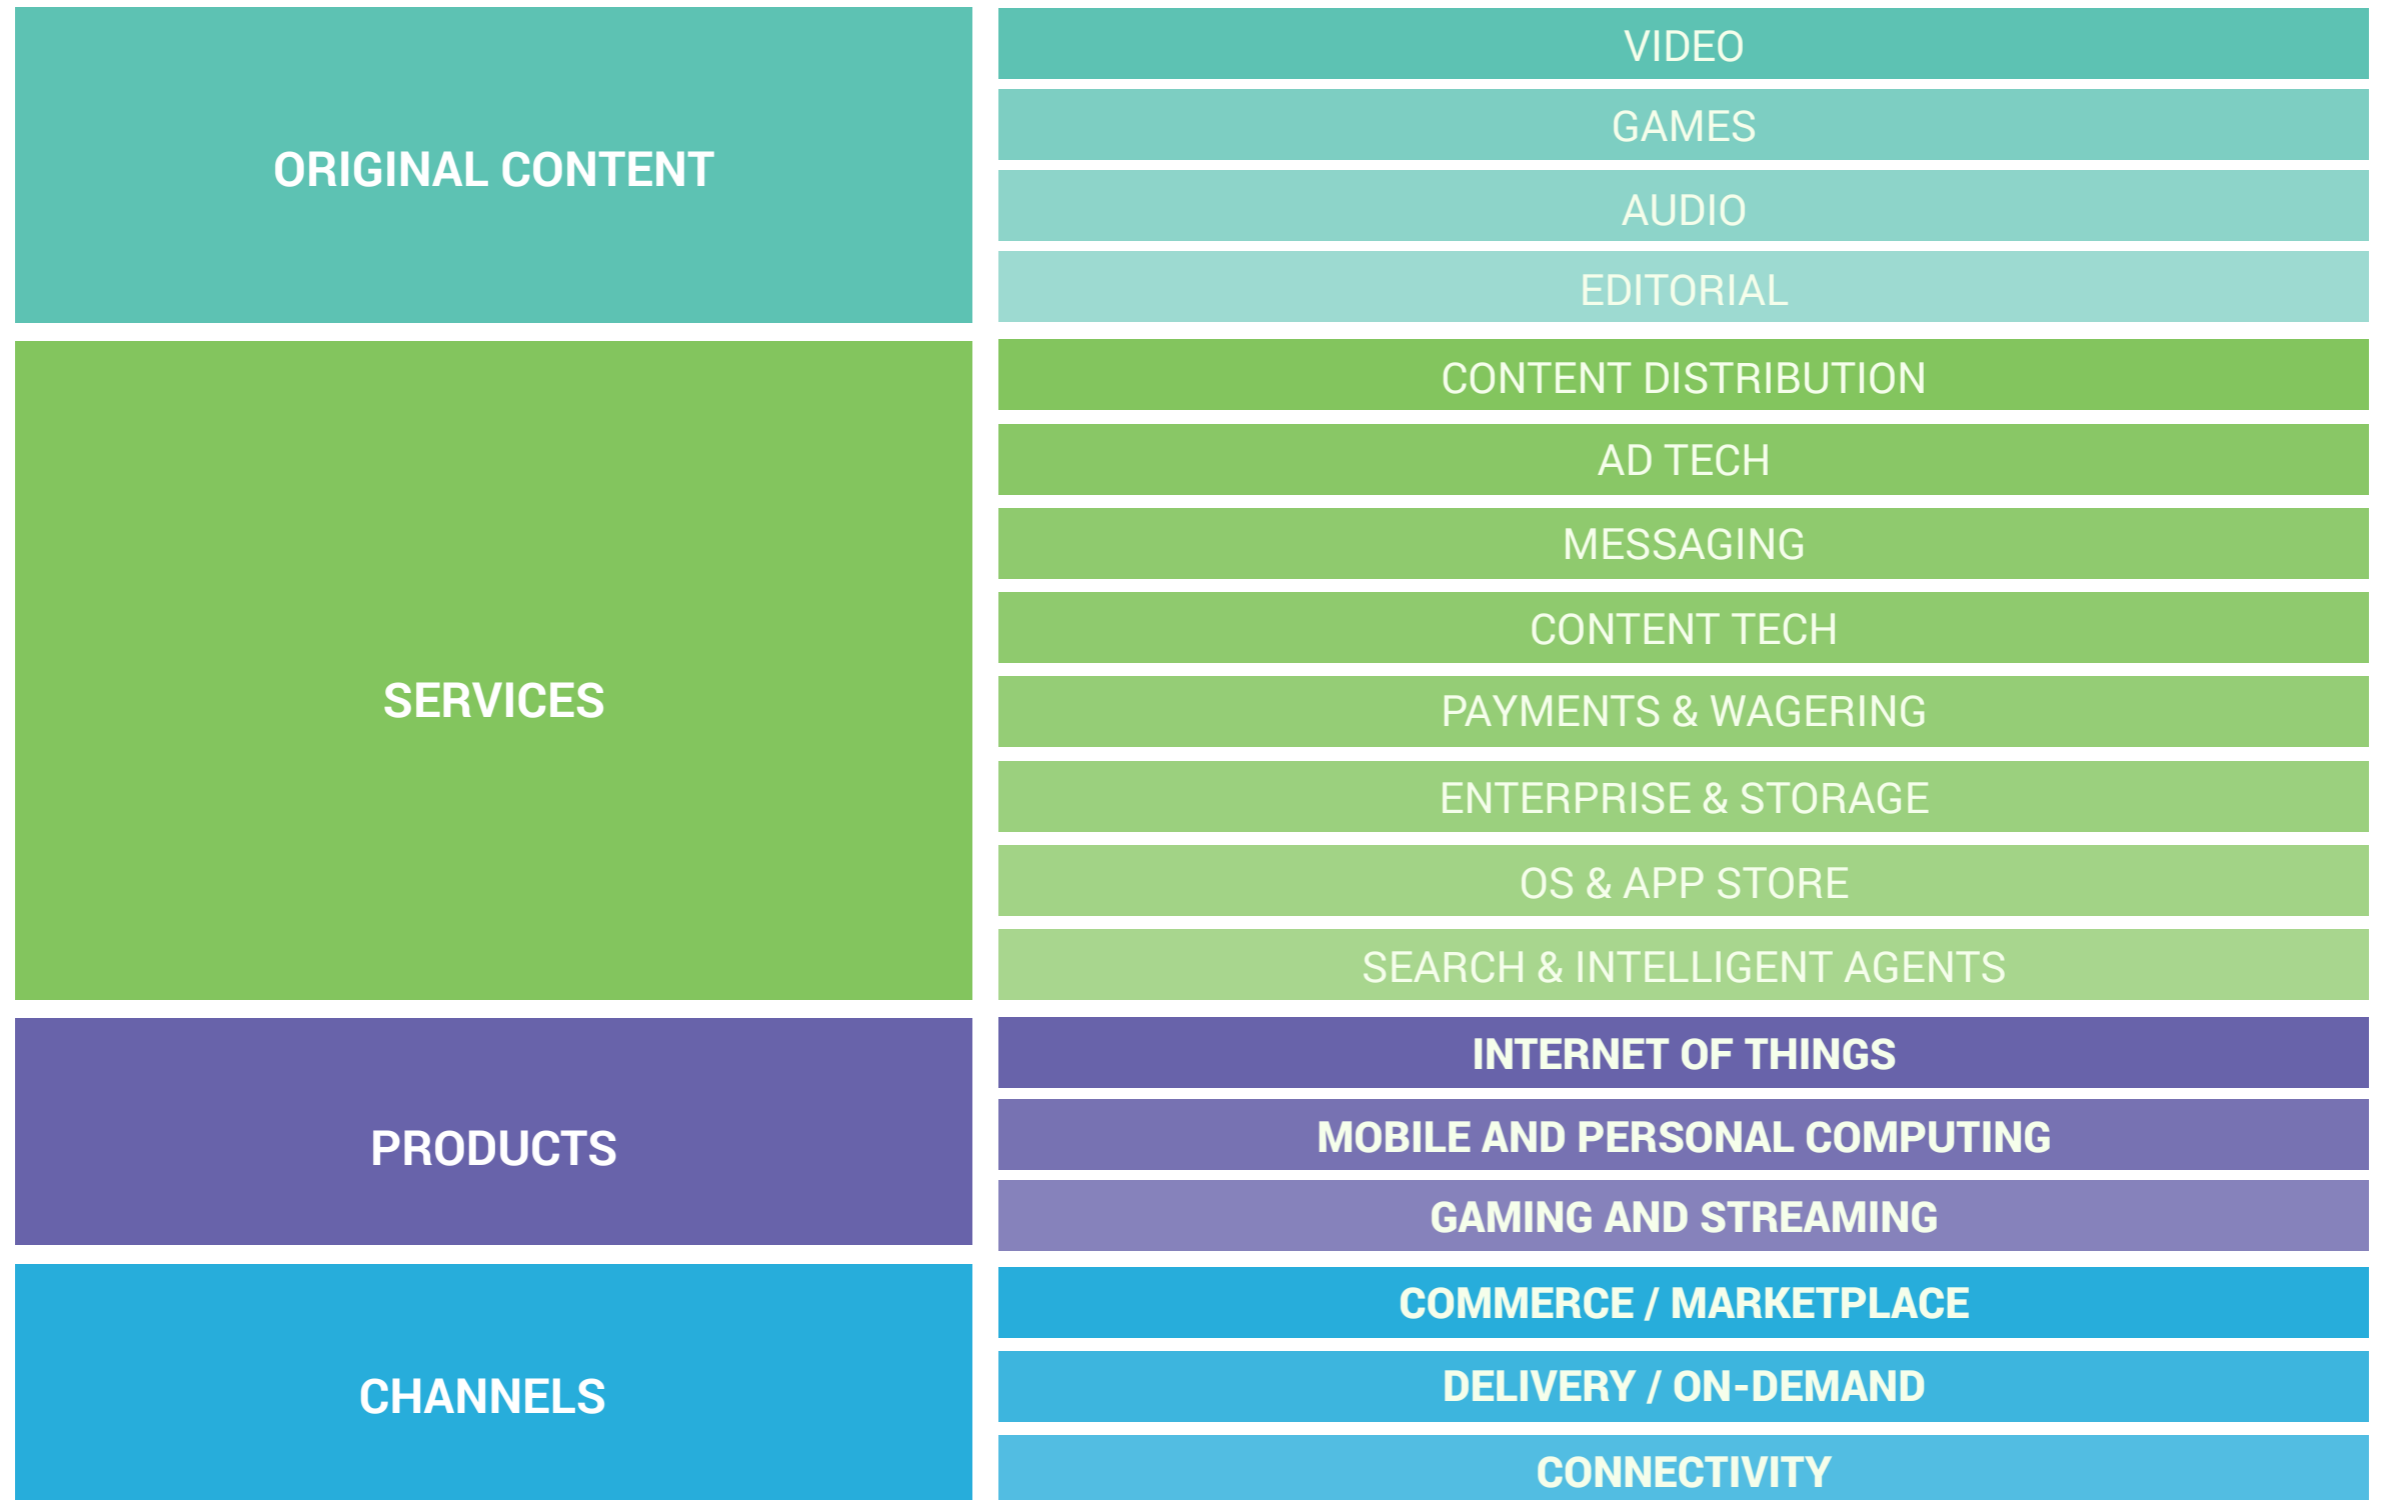 ORIGINAL CONTENT
VIDEO
GAMES
AUDIO
EDITORIAL
SERVICES
CONTENT DISTRIBUTION
AD TECH
MESSAGING
CONTENT TECH
PAYMENTS & WAGERING
ENTERPRISE & STORAGE
OS & APP STORE
SEARCH & INTELLIGENT AGENTS
PRODUCTS
INTERNET OF THINGS
MOBILE AND PERSONAL COMPUTING
GAMING AND STREAMING
CHANNELS
COMMERCE / MARKETPLACE
DELIVERY / ON-DEMAND
CONNECTIVITY